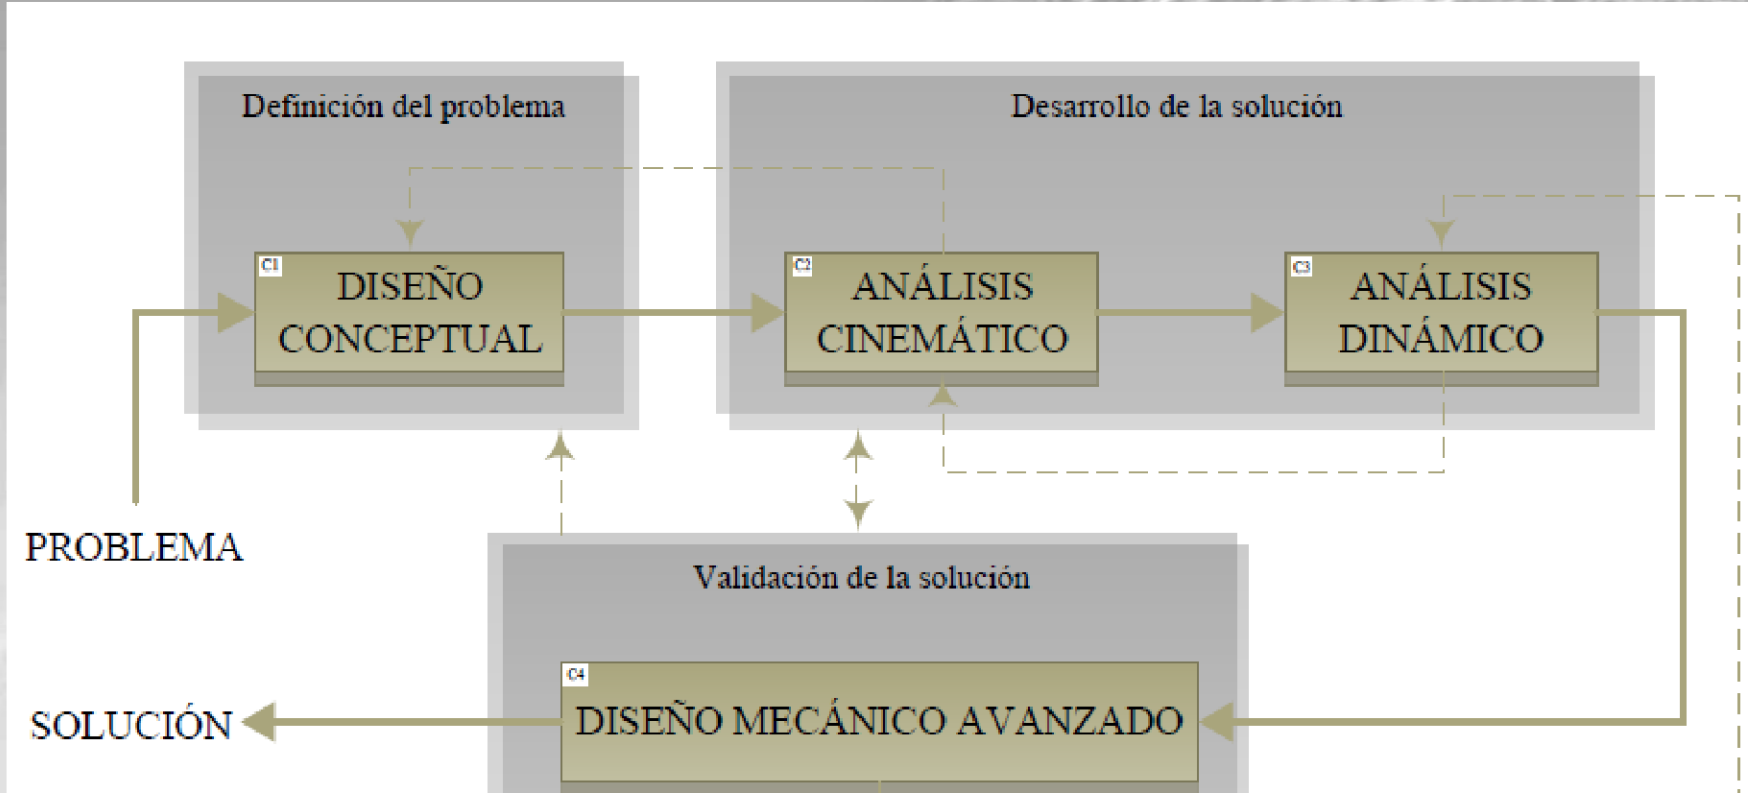 Definición del problema
Desarrollo de la solución
C1
DISEÑO
CONCEPTUAL
C2
ANÁLISIS
CINEMÁTICO
C3
ANÁLISIS
DINÁMICO
PROBLEMA
Validación de la solución
C4
DISEÑO MECÁNICO AVANZADO
SOLUCIÓN